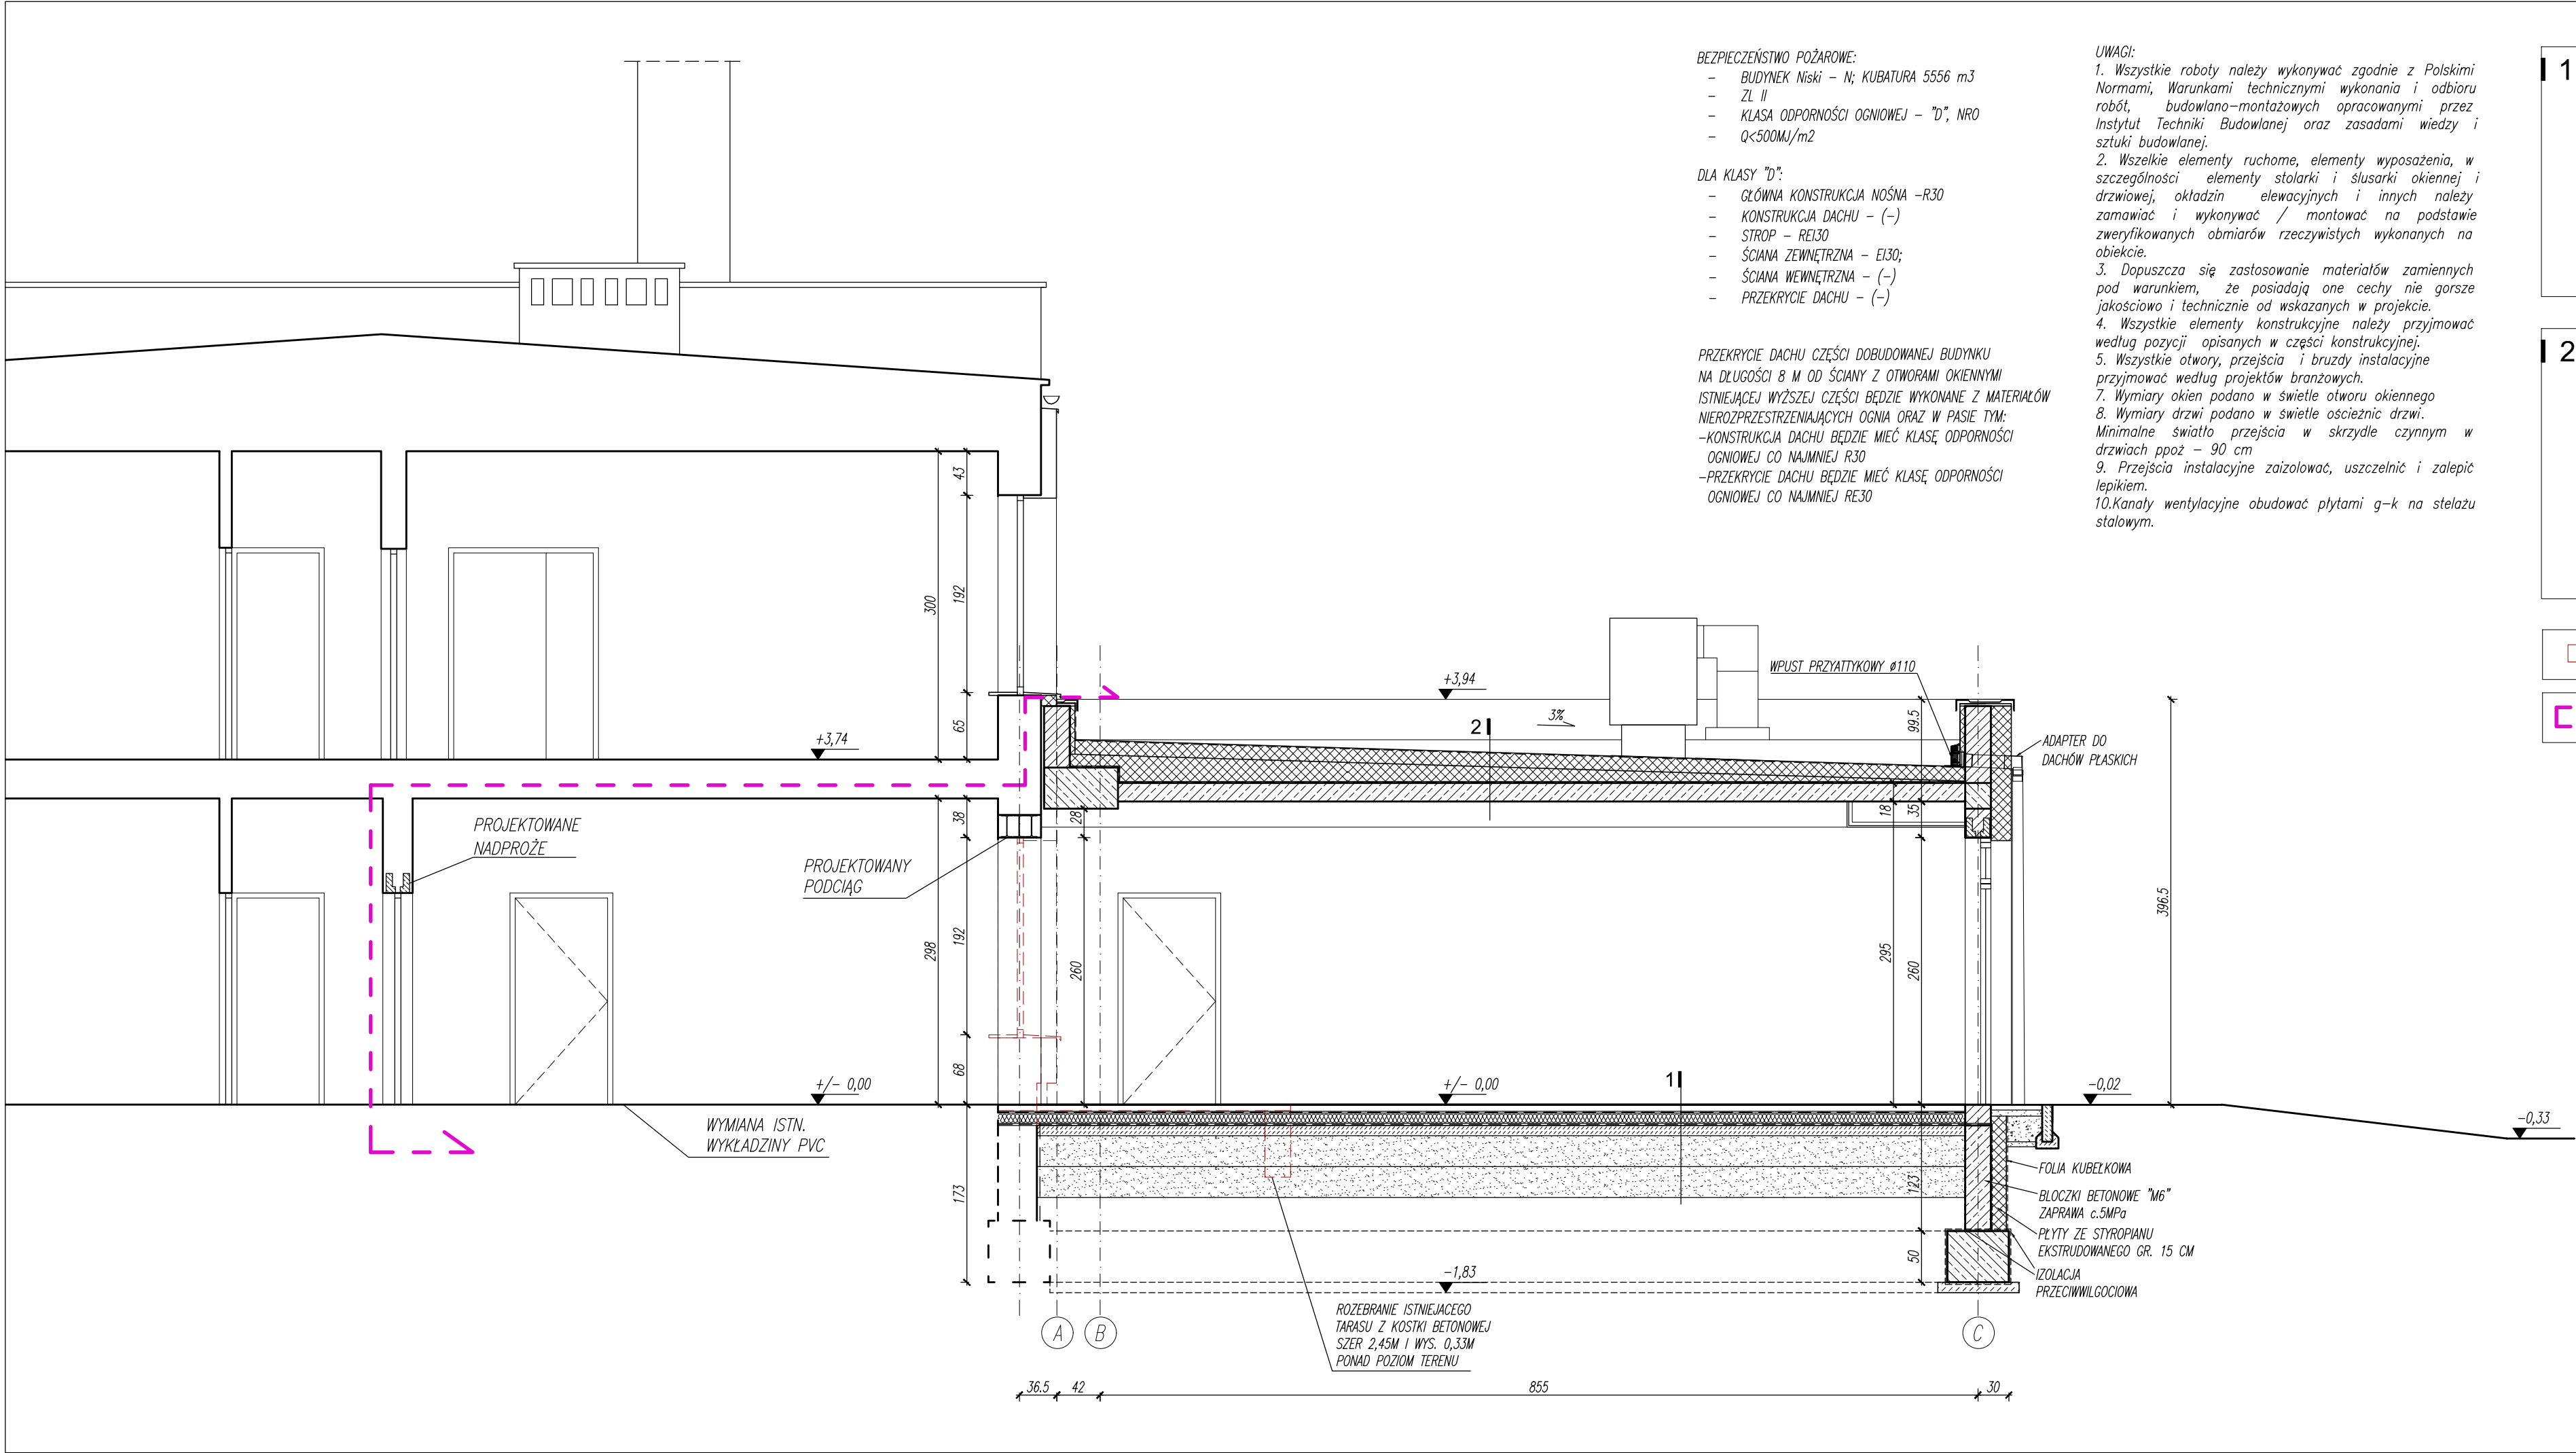 BEZPIECZEŃSTWO POŻAROWE:
– BUDYNEK Niski – N; KUBATURA 5556 m3
– ZL II
– KLASA ODPORNOŚCI OGNIOWEJ – "D", NRO
– Q<500MJ/m2
DLA KLASY "D":
– GŁÓWNA KONSTRUKCJA NOŚNA –R30
– KONSTRUKCJA DACHU – (–)
– STROP – REI30
– ŚCIANA ZEWNĘTRZNA – EI30;
– ŚCIANA WEWNĘTRZNA – (–)
– PRZEKRYCIE DACHU – (–)
PRZEKRYCIE DACHU CZĘŚCI DOBUDOWANEJ BUDYNKU
NA DŁUGOŚCI 8 M OD ŚCIANY Z OTWORAMI OKIENNYMI
ISTNIEJĄCEJ WYŻSZEJ CZĘŚCI BĘDZIE WYKONANE Z MATERIAŁÓW
NIEROZPRZESTRZENIAJĄCYCH OGNIA ORAZ W PASIE TYM:
–KONSTRUKCJA DACHU BĘDZIE MIEĆ KLASĘ ODPORNOŚCI
OGNIOWEJ CO NAJMNIEJ R30
–PRZEKRYCIE DACHU BĘDZIE MIEĆ KLASĘ ODPORNOŚCI
OGNIOWEJ CO NAJMNIEJ RE30
UWAGI:
1. Wszystkie roboty należy wykonywać zgodnie z Polskimi
Normami, Warunkami technicznymi wykonania i odbioru
robót, budowlano–montażowych opracowanymi przez
Instytut Techniki Budowlanej oraz zasadami wiedzy i
sztuki budowlanej.
2. Wszelkie elementy ruchome, elementy wyposażenia, w
szczególności elementy stolarki i ślusarki okiennej i
drzwiowej, okładzin elewacyjnych i innych należy
zamawiać i wykonywać / montować na podstawie
zweryfikowanych obmiarów rzeczywistych wykonanych na
obiekcie.
3. Dopuszcza się zastosowanie materiałów zamiennych
pod warunkiem, że posiadają one cechy nie gorsze
jakościowo i technicznie od wskazanych w projekcie.
4. Wszystkie elementy konstrukcyjne należy przyjmować
według pozycji opisanych w części konstrukcyjnej.
5. Wszystkie otwory, przejścia i bruzdy instalacyjne
przyjmować według projektów branżowych.
7. Wymiary okien podano w świetle otworu okiennego
8. Wymiary drzwi podano w świetle ościeżnic drzwi.
Minimalne światło przejścia w skrzydle czynnym w
drzwiach ppoż – 90 cm
9. Przejścia instalacyjne zaizolować, uszczelnić i zalepić
lepikiem.
10.Kanały wentylacyjne obudować płytami g–k na stelażu
stalowym.
1
2
43
300
192
65
+3,74
+3,94
3%
2
WPUST PRZYATTYKOWY ø110
99.5
ADAPTER DO
DACHÓW PŁASKICH
38
28
18
35
PROJEKTOWANE
NADPROŻE
PROJEKTOWANY
PODCIĄG
298
192
260
295
260
396.5
68
+/– 0,00
+/– 0,00
1
–0,02
–0,33
WYMIANA ISTN.
WYKŁADZINY PVC
173
123
50
–1,83
FOLIA KUBEŁKOWA
BLOCZKI BETONOWE "M6"
ZAPRAWA c.5MPa
PŁYTY ZE STYROPIANU
EKSTRUDOWANEGO GR. 15 CM
IZOLACJA
PRZECIWWILGOCIOWA
ROZEBRANIE ISTNIEJACEGO
TARASU Z KOSTKI BETONOWEJ
SZER 2,45M I WYS. 0,33M
PONAD POZIOM TERENU
A
B
C
36.5
42
855
30